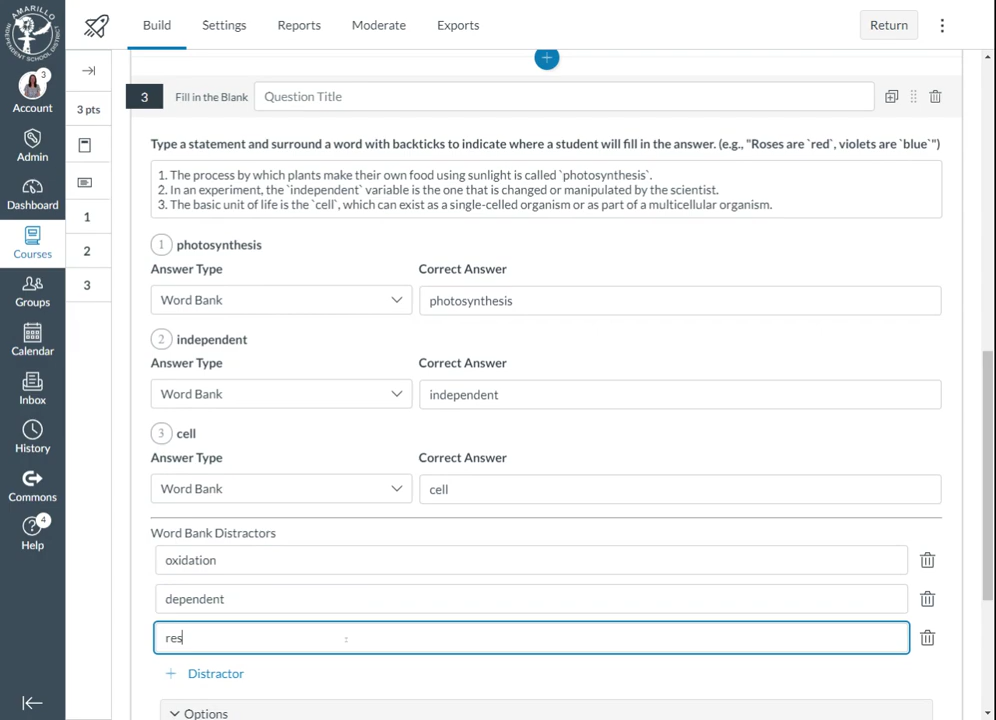 AMARILLO
INDEPENDENT SCHOOL DISTRICT
Build
Settings
Reports
Moderate
Exports
Return
3
Account
3 pts
3
Fill in the Blank
Question Title
Admin
Type a statement and surround a word with backticks to indicate where a student will fill in the answer. (e.g., "Roses are `red`, violets are `blue`")
1. The process by which plants make their own food using sunlight is called `photosynthesis`.
2. In an experiment, the `independent` variable is the one that is changed or manipulated by the scientist.
3. The basic unit of life is the `cell`, which can exist as a single-celled organism or as part of a multicellular organism.
Dashboard
1
Courses
2
1 photosynthesis
Answer Type
Correct Answer
Groups
3
Word Bank
photosynthesis
Calendar
2 independent
Answer Type
Correct Answer
Inbox
Word Bank
independent
History
3 cell
Answer Type
Correct Answer
Commons
Word Bank
cell
4
Help
Word Bank Distractors
oxidation
dependent
res
+ Distractor
Options